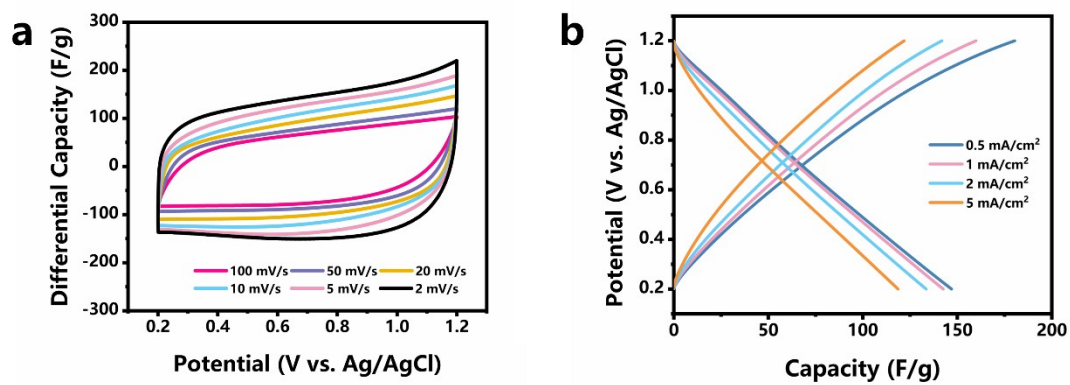 a
Differential Capacity (F/g)
300
200
100
0
-100
-200
-300
100 mV/s
50 mV/s
20 mV/s
10 mV/s
5 mV/s
2 mV/s
0.2
0.4
0.6
0.8
1.0
1.2
Potential (V vs. Ag/AgCl)
b
Potential (V vs. Ag/AgCl)
1.2
1.0
0.8
0.6
0.4
0.2
0.5 mA/cm²
1 mA/cm²
2 mA/cm²
5 mA/cm²
0
50
100
150
200
Capacity (F/g)